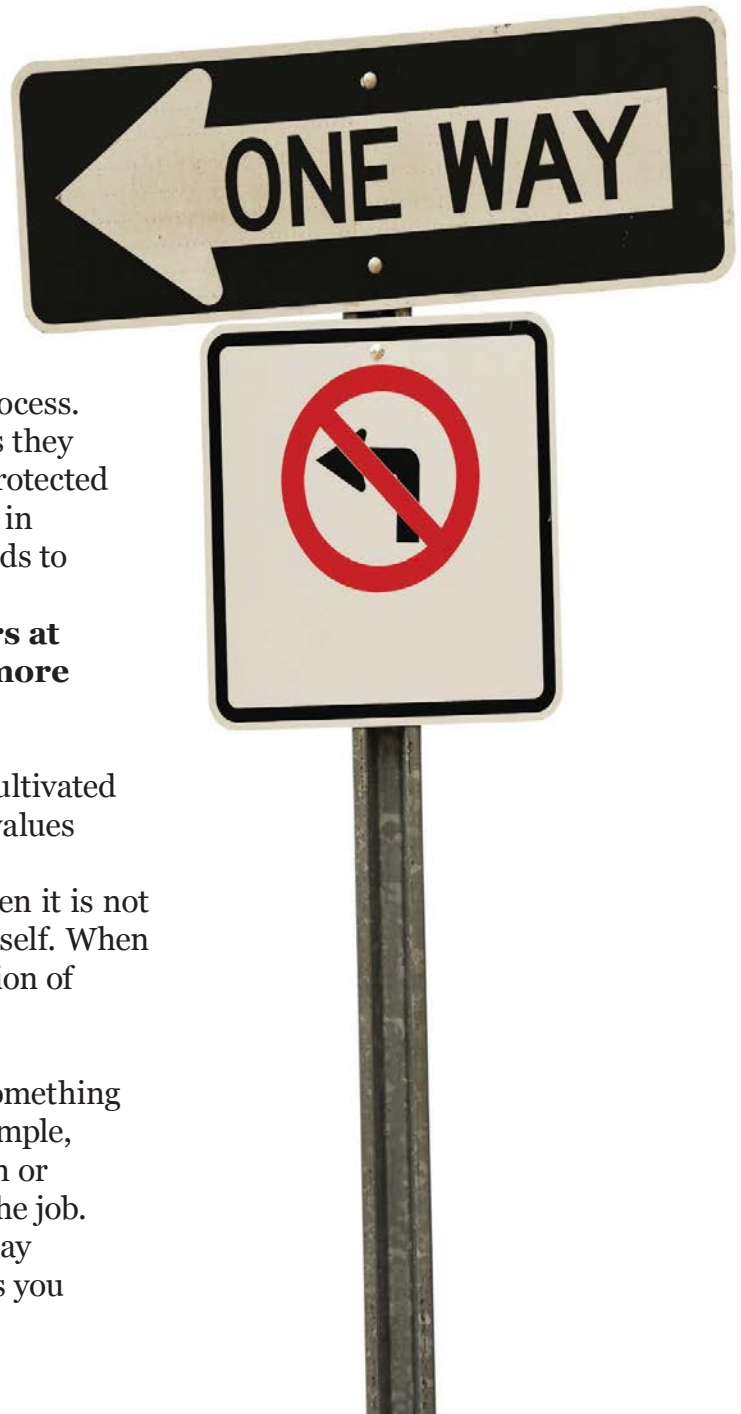 ONE WAY
ocess.
s they
rotected
in
ds to
rs at
more
ultivated
values
en it is not
self. When
ion of
omething
mple,
n or
he job.
ay
s you